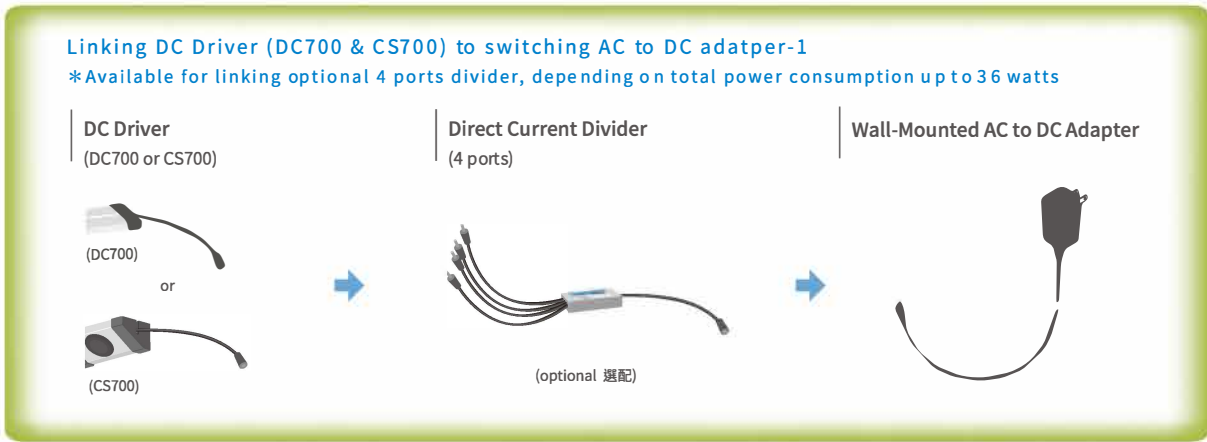 Linking DC Driver (DC700 & CS700) to switching AC to DC adatper-1
*Available for linking optional 4 ports divider, depending on total power consumption up to 36 watts
DC Driver
(DC700 or CS700)
(DC700)
or
(CS700)
Direct Current Divider
(4 ports)
(optional 選配)
Wall-Mounted AC to DC Adapter